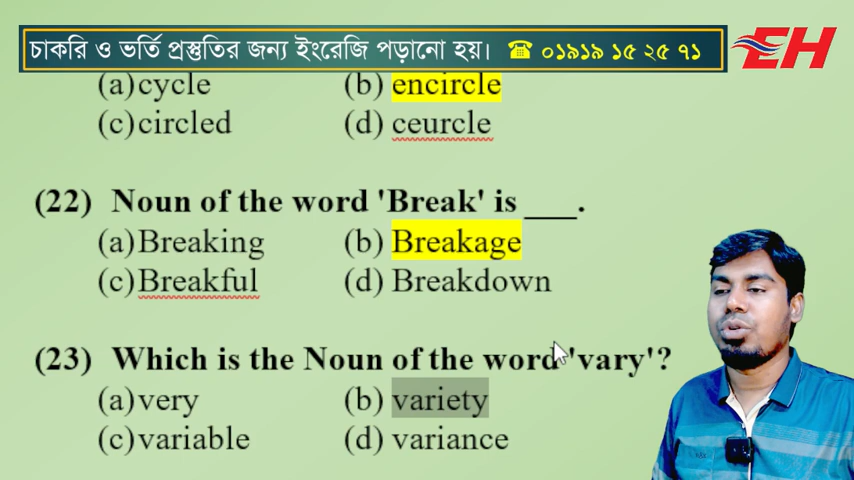 চাকরি ও ভর্তি প্রস্তুতির জন্য ইংরেজি পড়ানো হয়। ☎ ০১৯১৯ ১৫ ২৫ ৭১
EH
(a) cycle (b) encircle
(c) circled (d) ceurcle
(22) Noun of the word 'Break' is ___.
(a) Breaking (b) Breakage
(c) Breakful (d) Breakdown
(23) Which is the Noun of the word 'vary'?
(a) very (b) variety
(c) variable (d) variance